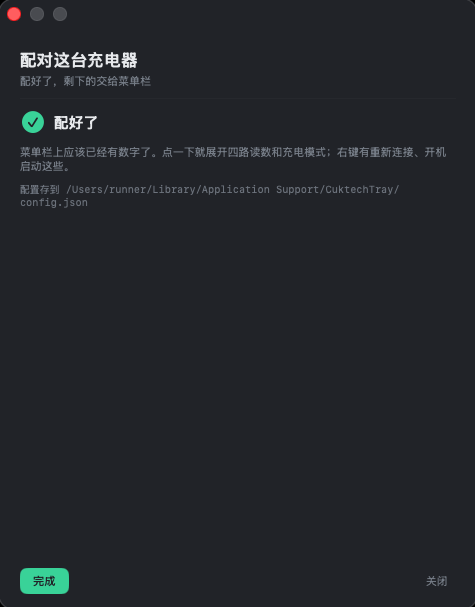 配对这台充电器
配好了，剩下的交给菜单栏
配好了
菜单栏上应该已经有数字了。点一下就展开四路读数和充电模式；右键有重新连接、开机
启动这些。
配置存到 /Users/runner/Library/Application Support/CuktechTray/
config.json
完成
关闭